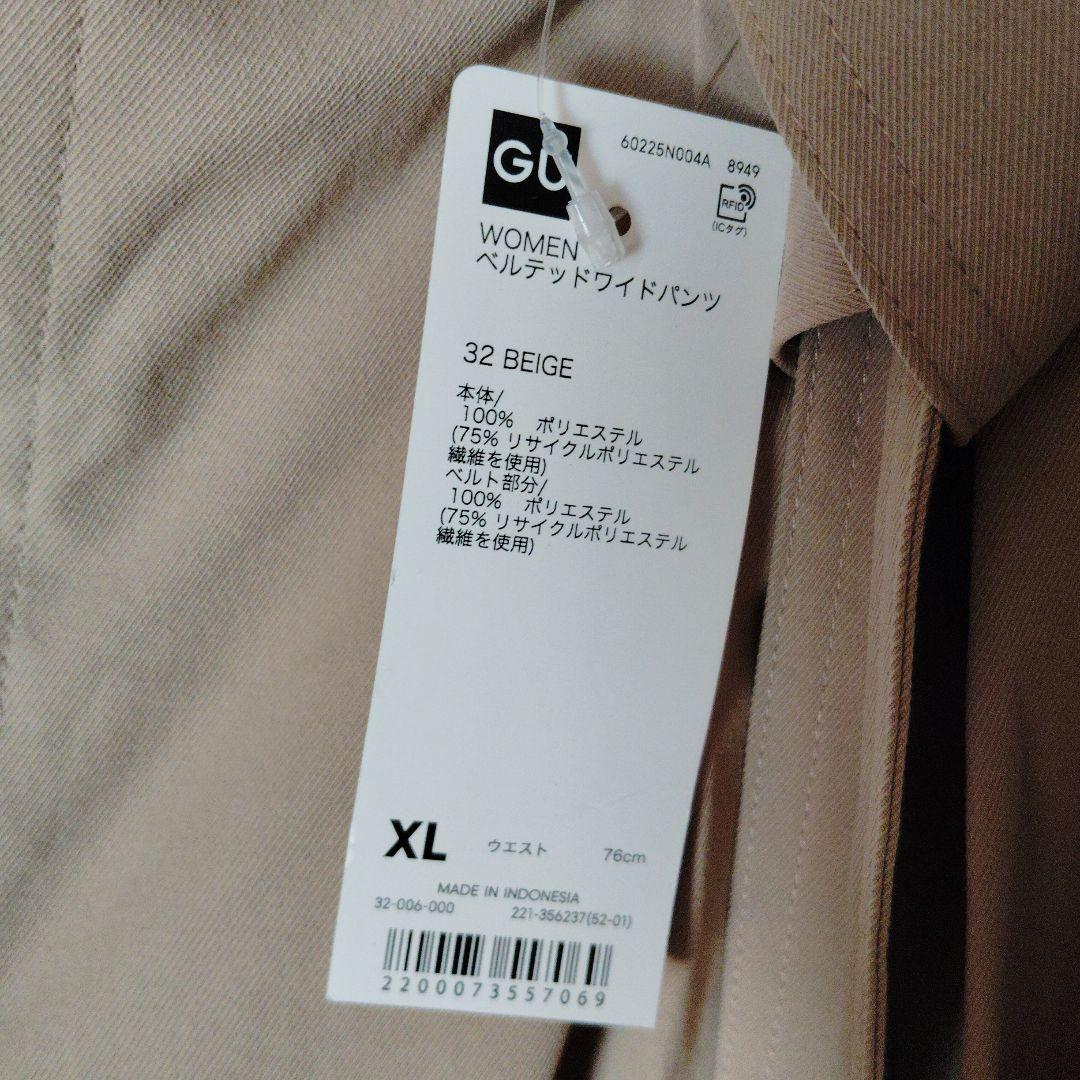 GU
60225N004A 8949
RFID
(ICタグ)
WOMEN
ベルテッドワイドパンツ
32 BEIGE
本体/
100% ポリエステル
(75% リサイクルポリエステル
繊維を使用)
ベルト部分/
100% ポリエステル
(75% リサイクルポリエステル
繊維を使用)
XL ウエスト 76cm
MADE IN INDONESIA
32-006-000 221-356237(52-01)
2200073557069